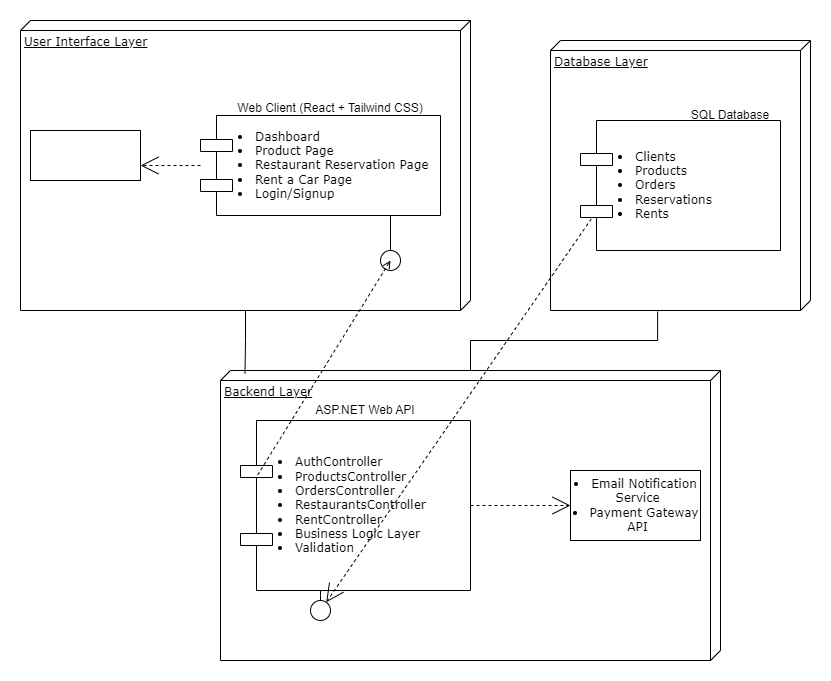 User Interface Layer
Web Client (React + Tailwind CSS)
Dashboard
Product Page
Restaurant Reservation Page
Rent a Car Page
Login/Signup
Database Layer
SQL Database
Clients
Products
Orders
Reservations
Rents
Backend Layer
ASP.NET Web API
AuthController
ProductsController
OrdersController
RestaurantsController
RentController
Business Logic Layer
Validation
Email Notification
Service
Payment Gateway
API